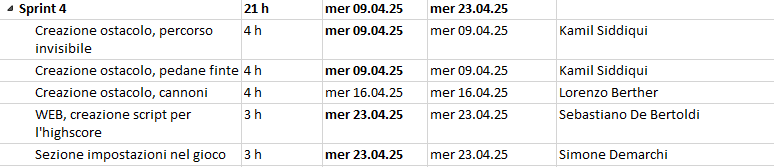 Sprint 4 21 h mer 09.04.25 mer 23.04.25
Creazione ostacolo, percorso 4 h mer 09.04.25 mer 09.04.25 Kamil Siddiqui
invisibile
Creazione ostacolo, pedane finte 4 h mer 09.04.25 mer 09.04.25 Kamil Siddiqui
Creazione ostacolo, cannoni 4 h mer 16.04.25 mer 16.04.25 Lorenzo Berther
WEB, creazione script per 3 h mer 23.04.25 mer 23.04.25 Sebastiano De Bertoldi
l'highscore
Sezione impostazioni nel gioco 3 h mer 23.04.25 mer 23.04.25 Simone Demarchi